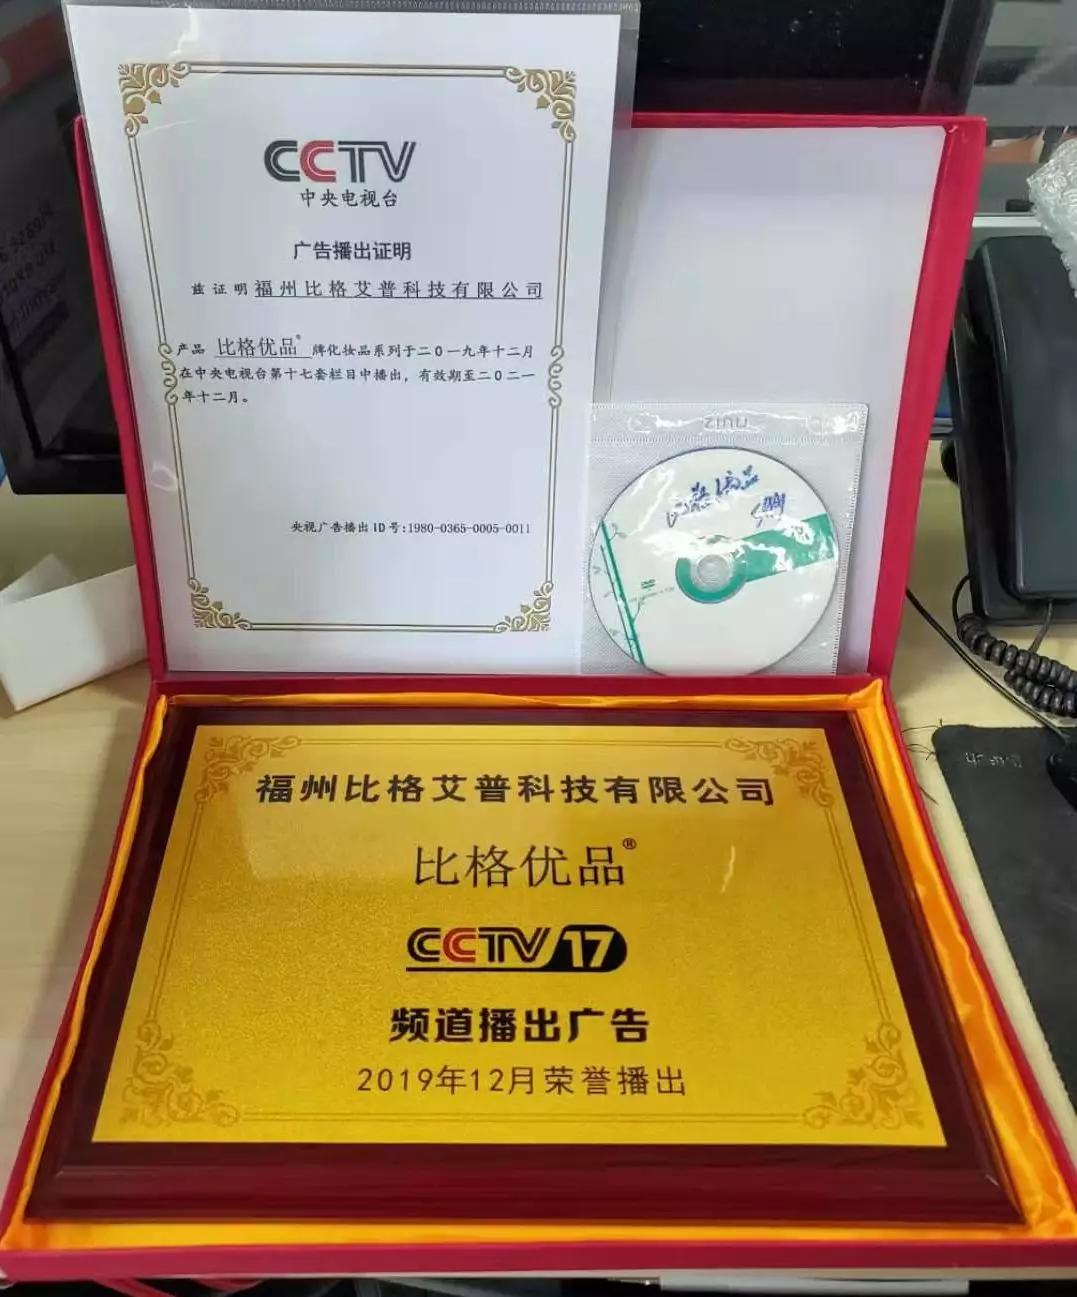 CCTV
中央电视台
广告播出证明
兹证明福州比格艾普科技有限公司
产品 比格优品® 牌化妆品系列于二0一九年十二月
在中央电视台第十七套栏目中播出，有效期至二0二一
年十二月。
央视广告播出ID号:1980-0365-0005-0011
福州比格艾普科技有限公司
比格优品®
CCTV 17
频道播出广告
2019年12月荣誉播出